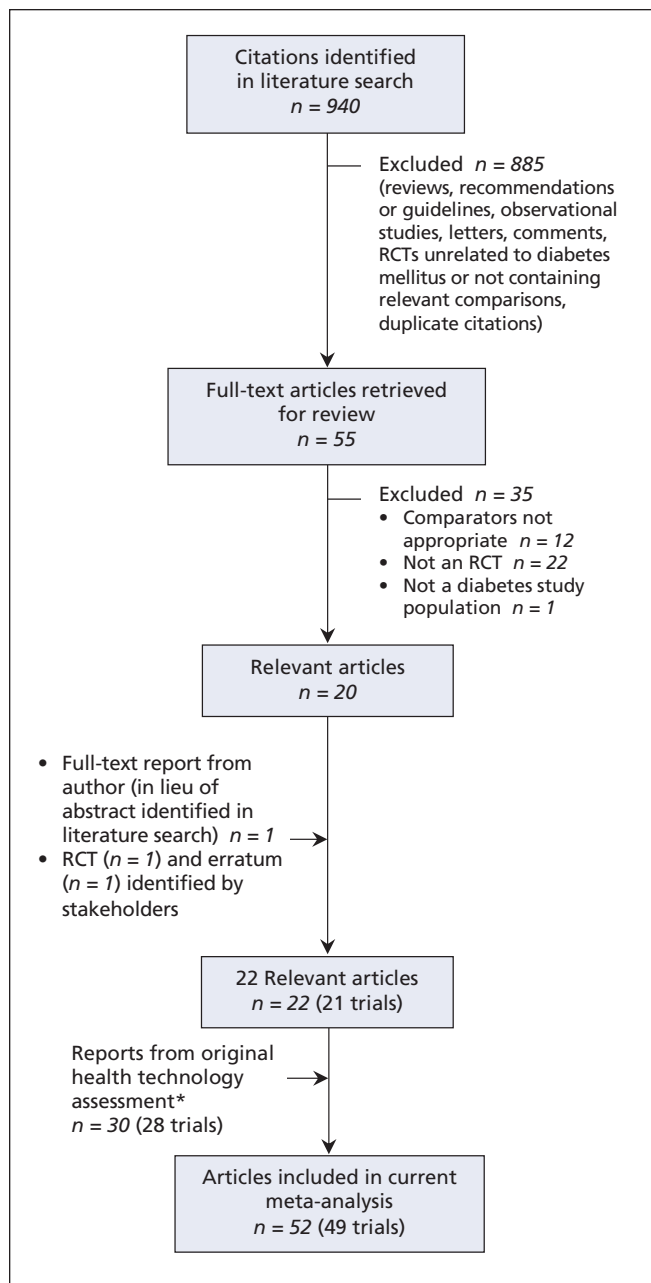 Citations identified
in literature search
n = 940
Excluded n = 885
(reviews, recommendations
or guidelines, observational
studies, letters, comments,
RCTs unrelated to diabetes
mellitus or not containing
relevant comparisons,
duplicate citations)
Full-text articles retrieved
for review
n = 55
Excluded n = 35
• Comparators not
appropriate n = 12
• Not an RCT n = 22
• Not a diabetes study
population n = 1
Relevant articles
n = 20
• Full-text report from
author (in lieu of
abstract identified in
literature search) n = 1
• RCT (n = 1) and erratum
(n = 1) identified by
stakeholders
22 Relevant articles
n = 22 (21 trials)
Reports from original
health technology
assessment*
n = 30 (28 trials)
Articles included in current
meta-analysis
n = 52 (49 trials)